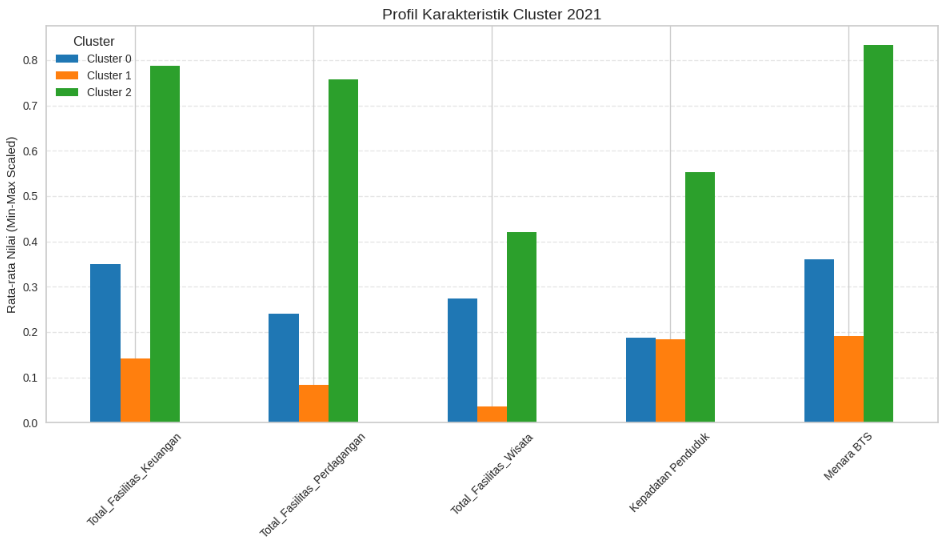 Profil Karakteristik Cluster 2021
Cluster
Cluster 0
Cluster 1
Cluster 2
Rata-rata Nilai (Min-Max Scaled)
0.8
0.7
0.6
0.5
0.4
0.3
0.2
0.1
0.0
Total_Fasilitas_Keuangan
Total_Fasilitas_Perdagangan
Total_Fasilitas_Wisata
Kepadatan Penduduk
Menara BTS